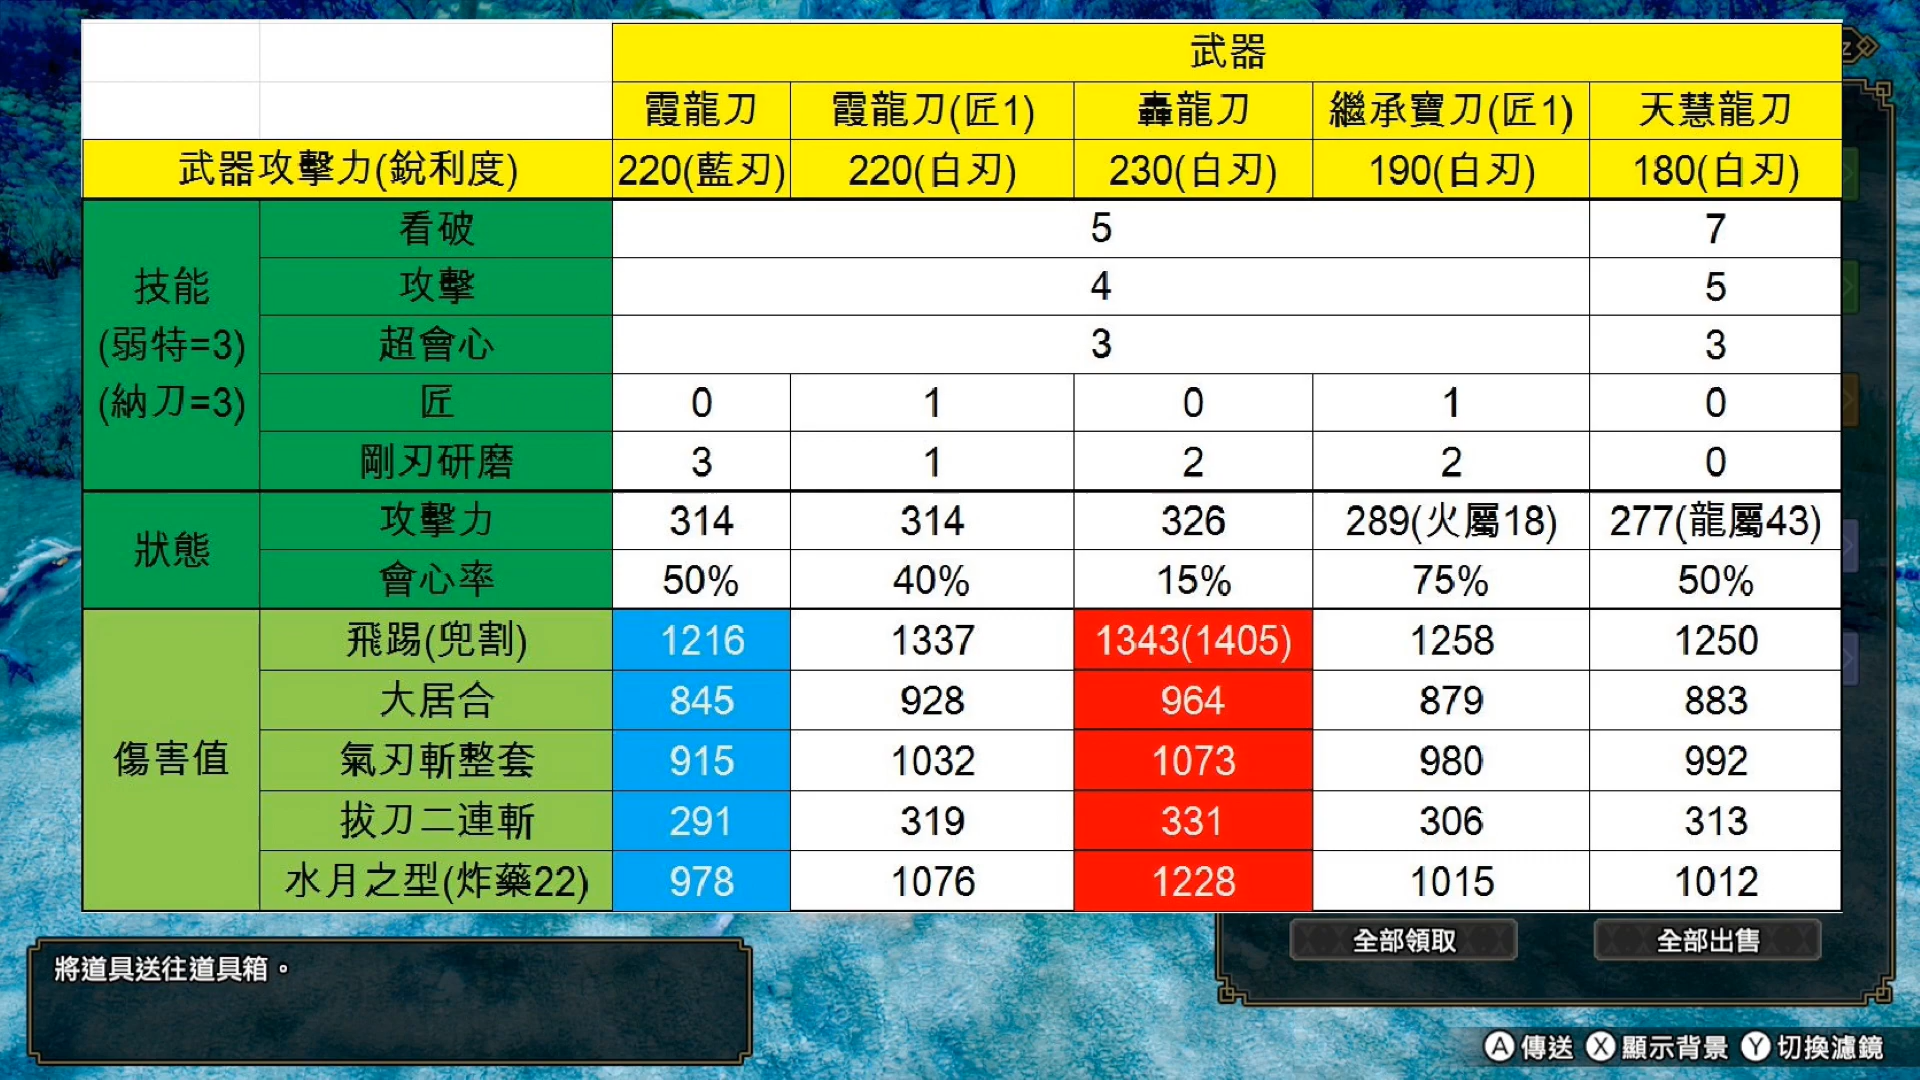 武器
霞龍刀 霞龍刀(匠1) 轟龍刀 繼承寶刀(匠1) 天慧龍刀
武器攻擊力(銳利度) 220(藍刃) 220(白刃) 230(白刃) 190(白刃) 180(白刃)
技能
(弱特=3)
(納刀=3)
看破 5 7
攻擊 4 5
超會心 3 3
匠 0 1 0 1 0
剛刃研磨 3 1 2 2 0
狀態
攻擊力 314 314 326 289(火屬18) 277(龍屬43)
會心率 50% 40% 15% 75% 50%
傷害值
飛踢(兜割) 1216 1337 1343(1405) 1258 1250
大居合 845 928 964 879 883
氣刃斬整套 915 1032 1073 980 992
拔刀二連斬 291 319 331 306 313
水月之型(炸藥22) 978 1076 1228 1015 1012
全部領取 全部出售
將道具送往道具箱。
A 傳送 X 顯示背景 Y 切換濾鏡